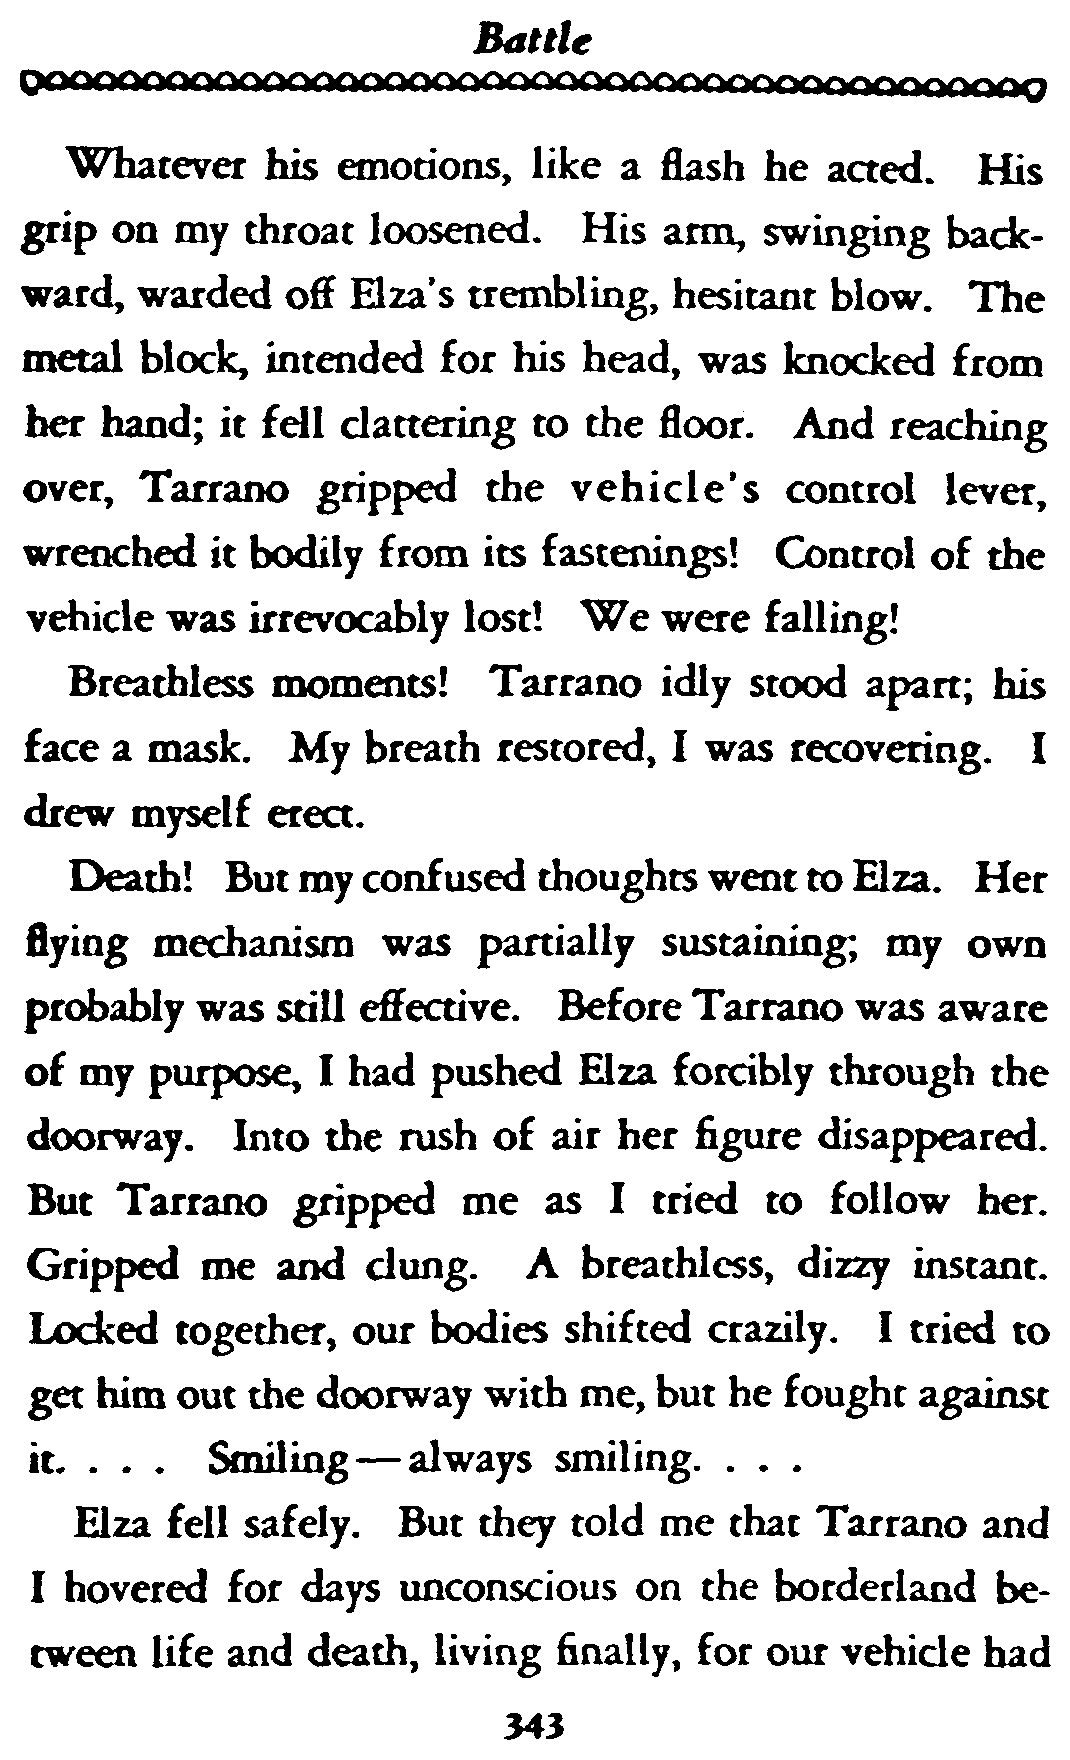 Battle
Whatever his emotions, like a flash he acted. His
grip on my throat loosened. His arm, swinging back-
ward, warded off Elza's trembling, hesitant blow. The
metal block, intended for his head, was knocked from
her hand; it fell clattering to the floor. And reaching
over, Tarrano gripped the vehicle's control lever,
wrenched it bodily from its fastenings! Control of the
vehicle was irrevocably lost! We were falling!
Breathless moments! Tarrano idly stood apart; his
face a mask. My breath restored, I was recovering. I
drew myself erect.
Death! But my confused thoughts went to Elza. Her
flying mechanism was partially sustaining; my own
probably was still effective. Before Tarrano was aware
of my purpose, I had pushed Elza forcibly through the
doorway. Into the rush of air her figure disappeared.
But Tarrano gripped me as I tried to follow her.
Gripped me and clung. A breathless, dizzy instant.
Locked together, our bodies shifted crazily. I tried to
get him out the doorway with me, but he fought against
it. . . . Smiling—always smiling. . . .
Elza fell safely. But they told me that Tarrano and
I hovered for days unconscious on the borderland be-
tween life and death, living finally, for our vehicle had
343